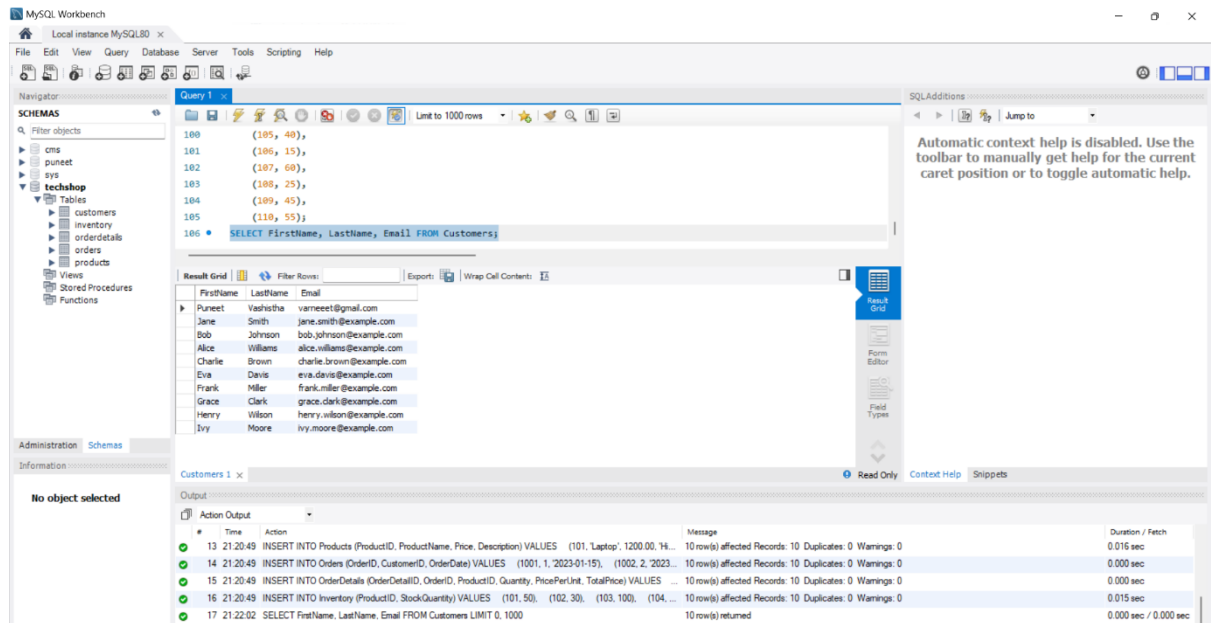 MySQL Workbench
Local instance MySQL80
File Edit View Query Database Server Tools Scripting Help
Navigator
SCHEMAS
Filter objects
cms
puneet
sys
techshop
Tables
customers
inventory
orderdetails
orders
products
Views
Stored Procedures
Functions
Administration Schemas
Information
No object selected
Query 1
Limit to 1000 rows
100 (105, 40),
101 (106, 15),
102 (107, 60),
103 (108, 25),
104 (109, 45),
105 (110, 55);
106 SELECT FirstName, LastName, Email FROM Customers;
Result Grid Filter Rows: Export: Wrap Cell Content:
FirstName LastName Email
Puneet Vashistha varneeet@gmail.com
Jane Smith jane.smith@example.com
Bob Johnson bob.johnson@example.com
Alice Williams alice.williams@example.com
Charlie Brown charlie.brown@example.com
Eva Davis eva.davis@example.com
Frank Miller frank.miller@example.com
Grace Clark grace.clark@example.com
Henry Wilson henry.wilson@example.com
Ivy Moore ivy.moore@example.com
Result Grid
Form Editor
Field Types
Customers 1
Read Only
SQLAdditions
Jump to
Automatic context help is disabled. Use the
toolbar to manually get help for the current
caret position or to toggle automatic help.
Context Help Snippets
Output
Action Output
# Time Action Message Duration / Fetch
13 21:20:49 INSERT INTO Products (ProductID, ProductName, Price, Description) VALUES (101, 'Laptop', 1200.00, 'Hi... 10 row(s) affected Records: 10 Duplicates: 0 Warnings: 0 0.016 sec
14 21:20:49 INSERT INTO Orders (OrderID, CustomerID, OrderDate) VALUES (1001, 1, '2023-01-15'), (1002, 2, '2023... 10 row(s) affected Records: 10 Duplicates: 0 Warnings: 0 0.000 sec
15 21:20:49 INSERT INTO OrderDetails (OrderDetailID, OrderID, ProductID, Quantity, PricePerUnit, TotalPrice) VALUES ... 10 row(s) affected Records: 10 Duplicates: 0 Warnings: 0 0.000 sec
16 21:20:49 INSERT INTO Inventory (ProductID, StockQuantity) VALUES (101, 50), (102, 30), (103, 100), (104, ... 10 row(s) affected Records: 10 Duplicates: 0 Warnings: 0 0.015 sec
17 21:22:02 SELECT FirstName, LastName, Email FROM Customers LIMIT 0, 1000 10 row(s) returned 0.000 sec / 0.000 sec